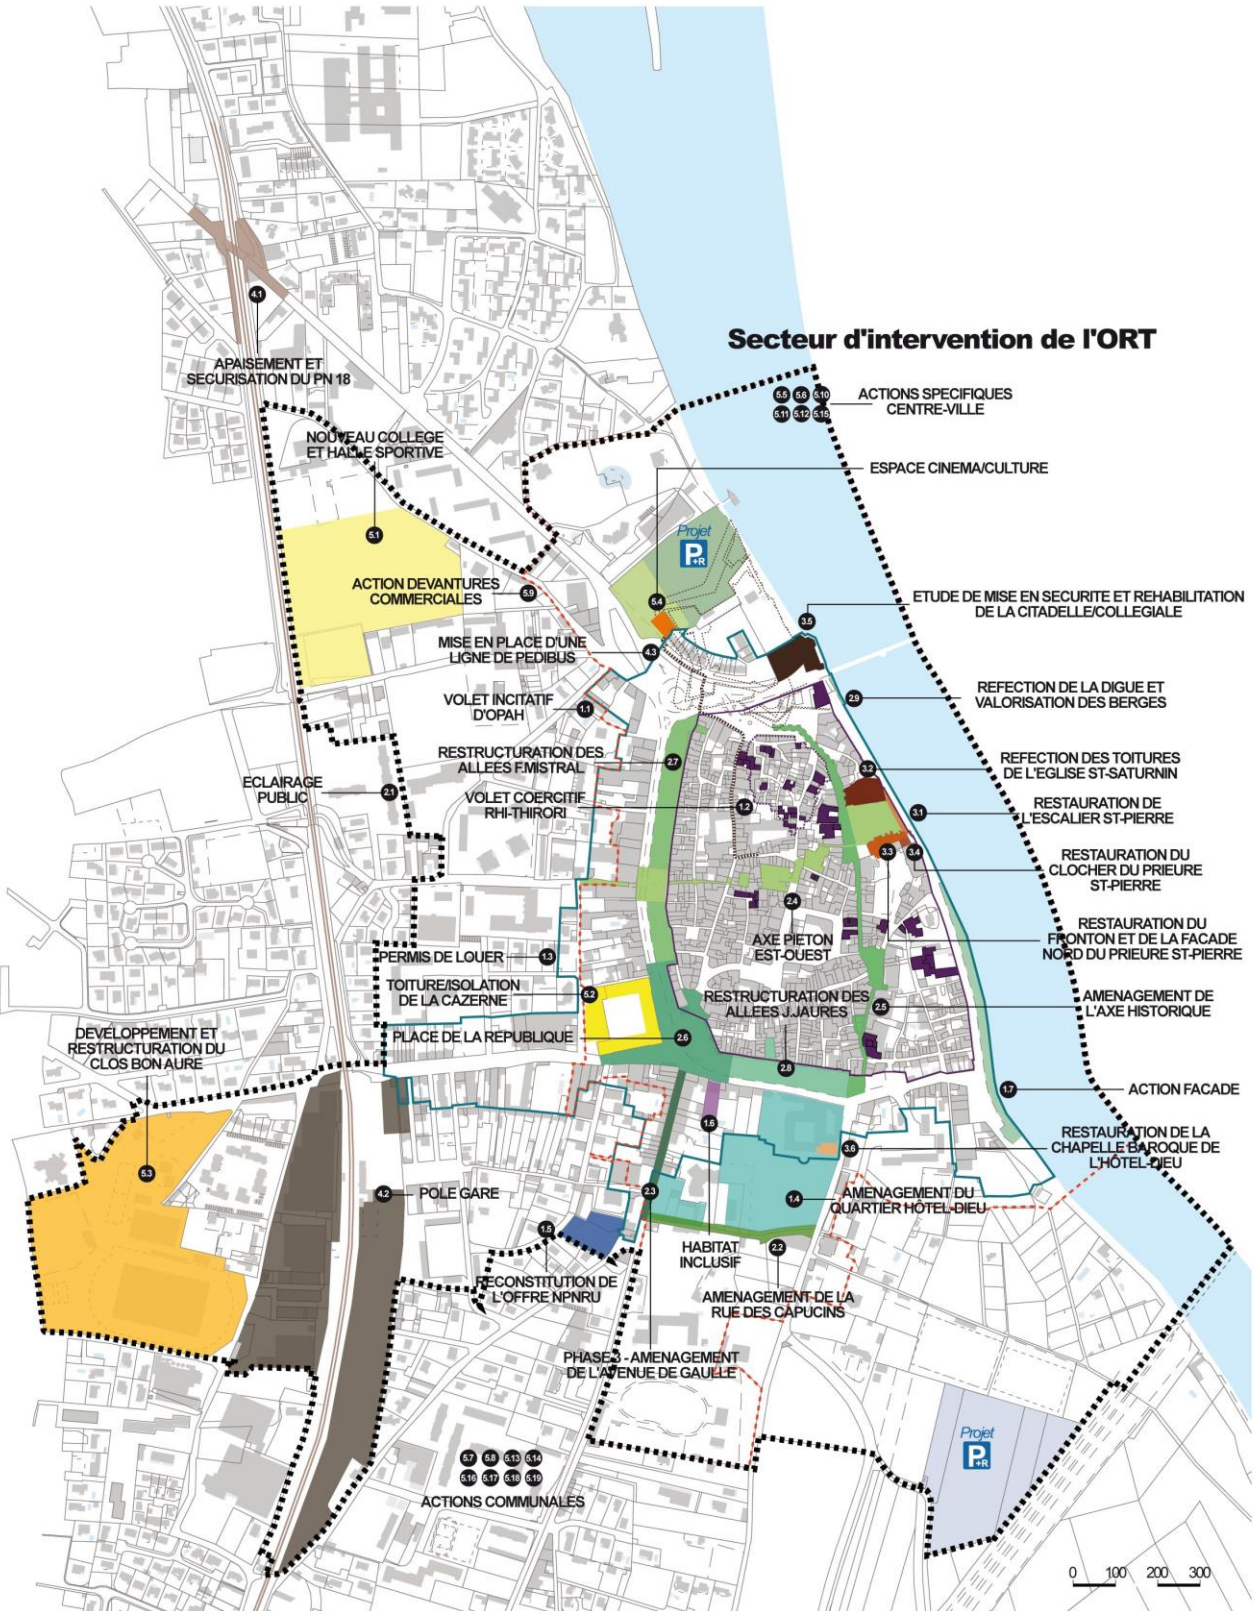 Secteur d'intervention de l'ORT
4.1
APAISEMENT ET
SECURISATION DU PN 18
5.5 5.6 5.10
5.11 5.12 5.15
ACTIONS SPECIFIQUES
CENTRE-VILLE
NOUVEAU COLLEGE
ET HALLE SPORTIVE
5.1
ESPACE CINEMA/CULTURE
Projet
P+R
5.4
ACTION DEVANTURES
COMMERCIALES
5.9
ETUDE DE MISE EN SECURITE ET REHABILITATION
DE LA CITADELLE/COLLEGIALE
3.5
MISE EN PLACE D'UNE
LIGNE DE PEDIBUS
4.3
VOLET INCITATIF
D'OPAH
1.1
2.9
REFECTION DE LA DIGUE ET
VALORISATION DES BERGES
RESTRUCTURATION DES
ALLEES F.MISTRAL
2.7
3.2
REFECTION DES TOITURES
DE L'EGLISE ST-SATURNIN
ECLAIRAGE
PUBLIC
2.1
VOLET COERCITIF
RHI-THIRORI
1.2
3.1
RESTAURATION DE
L'ESCALIER ST-PIERRE
3.3
3.4
RESTAURATION DU
CLOCHER DU PRIEURE
ST-PIERRE
2.4
AXE PIETON
EST-OUEST
RESTAURATION DU
FRONTON ET DE LA FACADE
NORD DU PRIEURE ST-PIERRE
PERMIS DE LOUER
1.3
TOITURE/ISOLATION
DE LA CAZERNE
5.2
RESTRUCTURATION DES
ALLEES J.JAURES
2.8
2.5
AMENAGEMENT DE
L'AXE HISTORIQUE
PLACE DE LA REPUBLIQUE
2.6
DEVELOPPEMENT ET
RESTRUCTURATION DU
CLOS BON AURE
5.3
1.7
ACTION FACADE
1.6
3.6
RESTAURATION DE LA
CHAPELLE BAROQUE DE
L'HÔTEL-DIEU
4.2
POLE GARE
2.3
1.4
AMENAGEMENT DU
QUARTIER HÔTEL-DIEU
1.5
RECONSTITUTION DE
L'OFFRE NPNRU
HABITAT
INCLUSIF
2.2
AMENAGEMENT DE LA
RUE DES CAPUCINS
PHASE 3 - AMENAGEMENT
DE L'AVENUE DE GAULLE
Projet
P+R
5.7 5.8 5.13 5.14
5.16 5.17 5.18 5.19
ACTIONS COMMUNALES
0 100 200 300